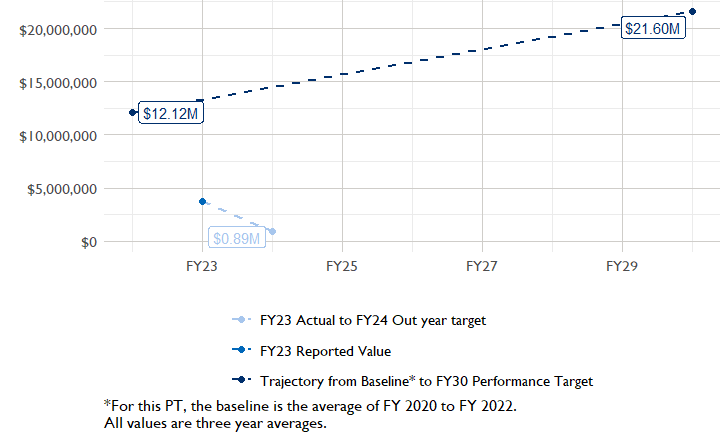 $20,000,000
$21.60M
$15,000,000
$12.12M
$10,000,000
$5,000,000
$0.89M
$0
FY23 FY25 FY27 FY29
FY23 Actual to FY24 Out year target
FY23 Reported Value
Trajectory from Baseline* to FY30 Performance Target
*For this PT, the baseline is the average of FY 2020 to FY 2022.
All values are three year averages.